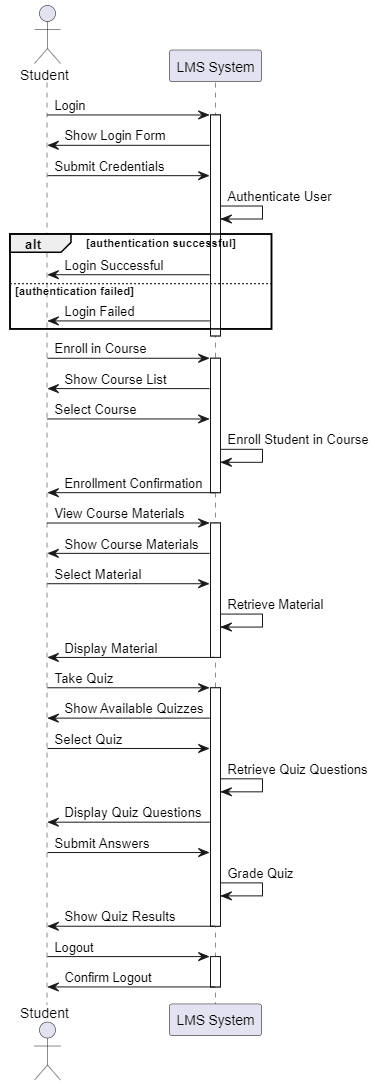 Student
LMS System
Login
Show Login Form
Submit Credentials
Authenticate User
alt [authentication successful]
Login Successful
[authentication failed]
Login Failed
Enroll in Course
Show Course List
Select Course
Enroll Student in Course
Enrollment Confirmation
View Course Materials
Show Course Materials
Select Material
Retrieve Material
Display Material
Take Quiz
Show Available Quizzes
Select Quiz
Retrieve Quiz Questions
Display Quiz Questions
Submit Answers
Grade Quiz
Show Quiz Results
Logout
Confirm Logout
Student
LMS System